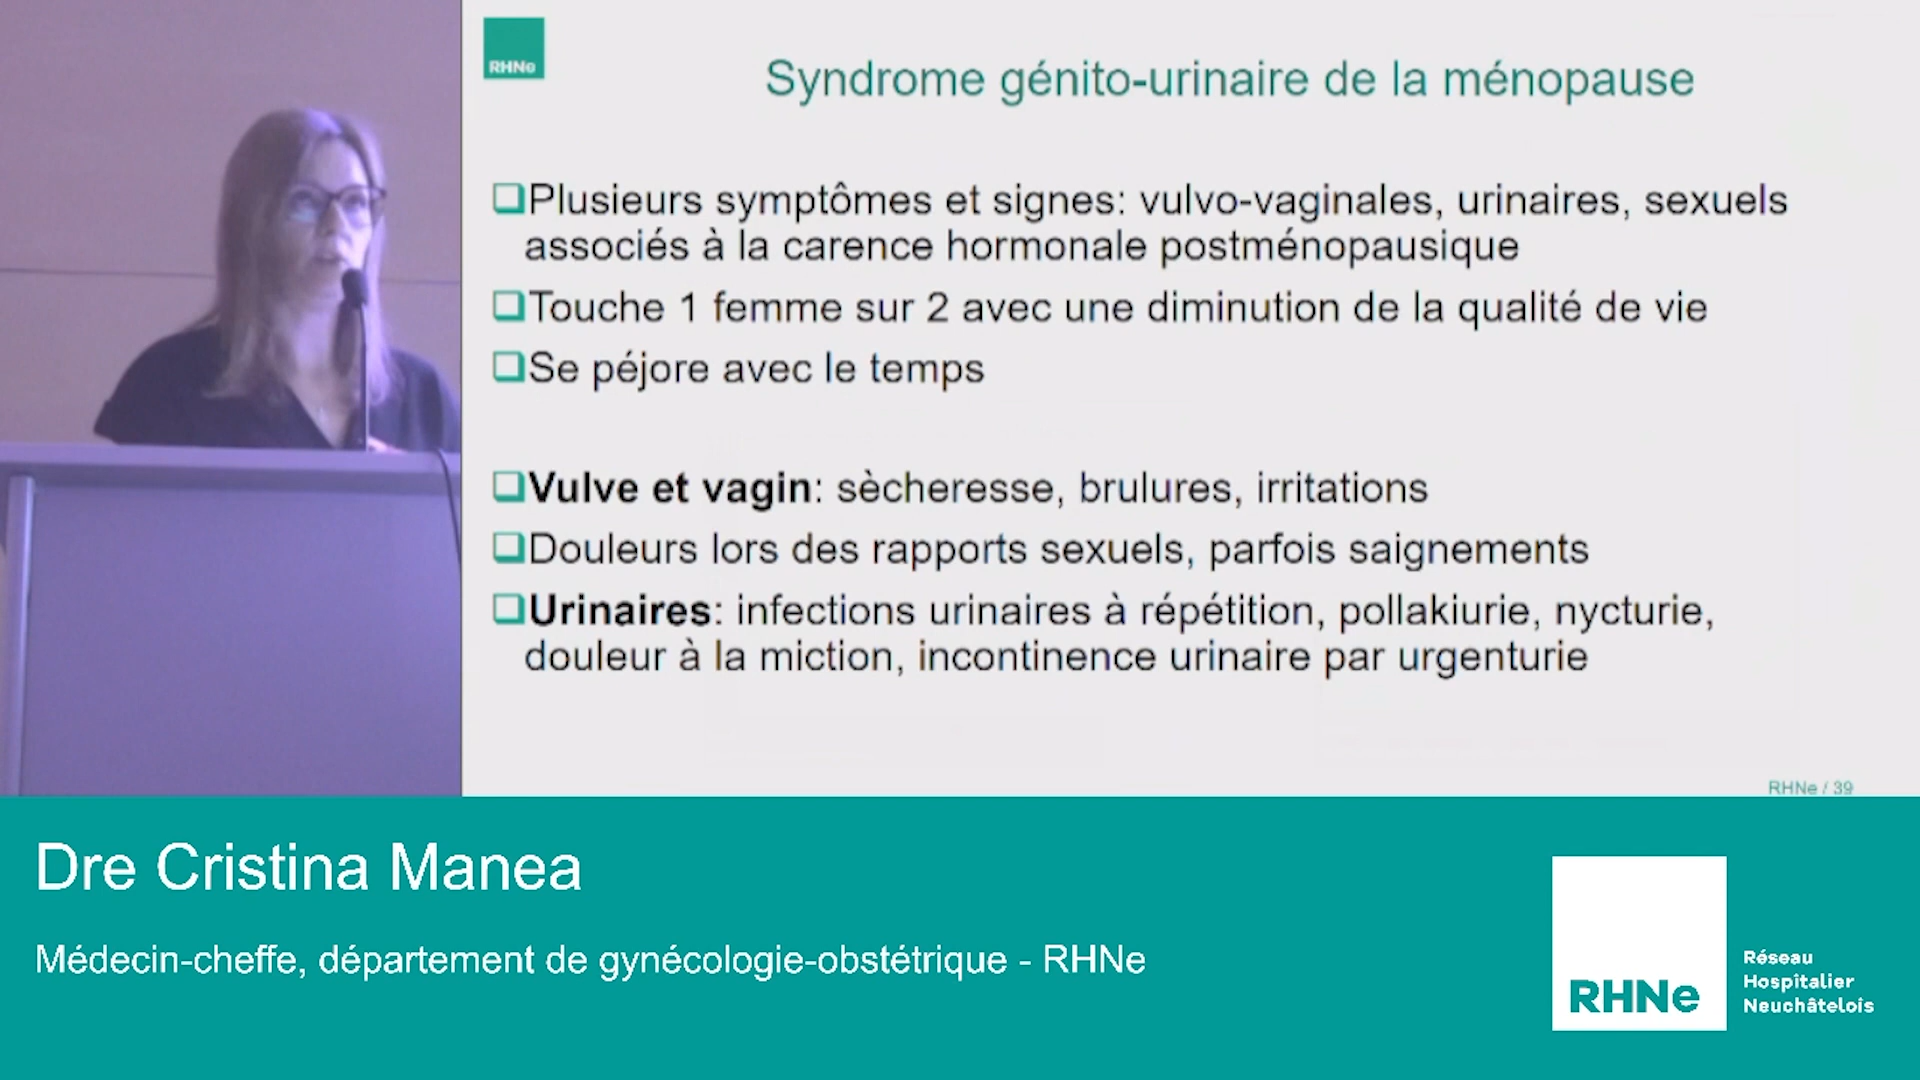 RHNe
Syndrome génito-urinaire de la ménopause
Plusieurs symptômes et signes: vulvo-vaginales, urinaires, sexuels
associés à la carence hormonale postménopausique
Touche 1 femme sur 2 avec une diminution de la qualité de vie
Se péjore avec le temps
Vulve et vagin: sècheresse, brulures, irritations
Douleurs lors des rapports sexuels, parfois saignements
Urinaires: infections urinaires à répétition, pollakiurie, nycturie,
douleur à la miction, incontinence urinaire par urgenturie
RHNe / 39
Dre Cristina Manea
Médecin-cheffe, département de gynécologie-obstétrique - RHNe
RHNe
Réseau
Hospitalier
Neuchâtelois